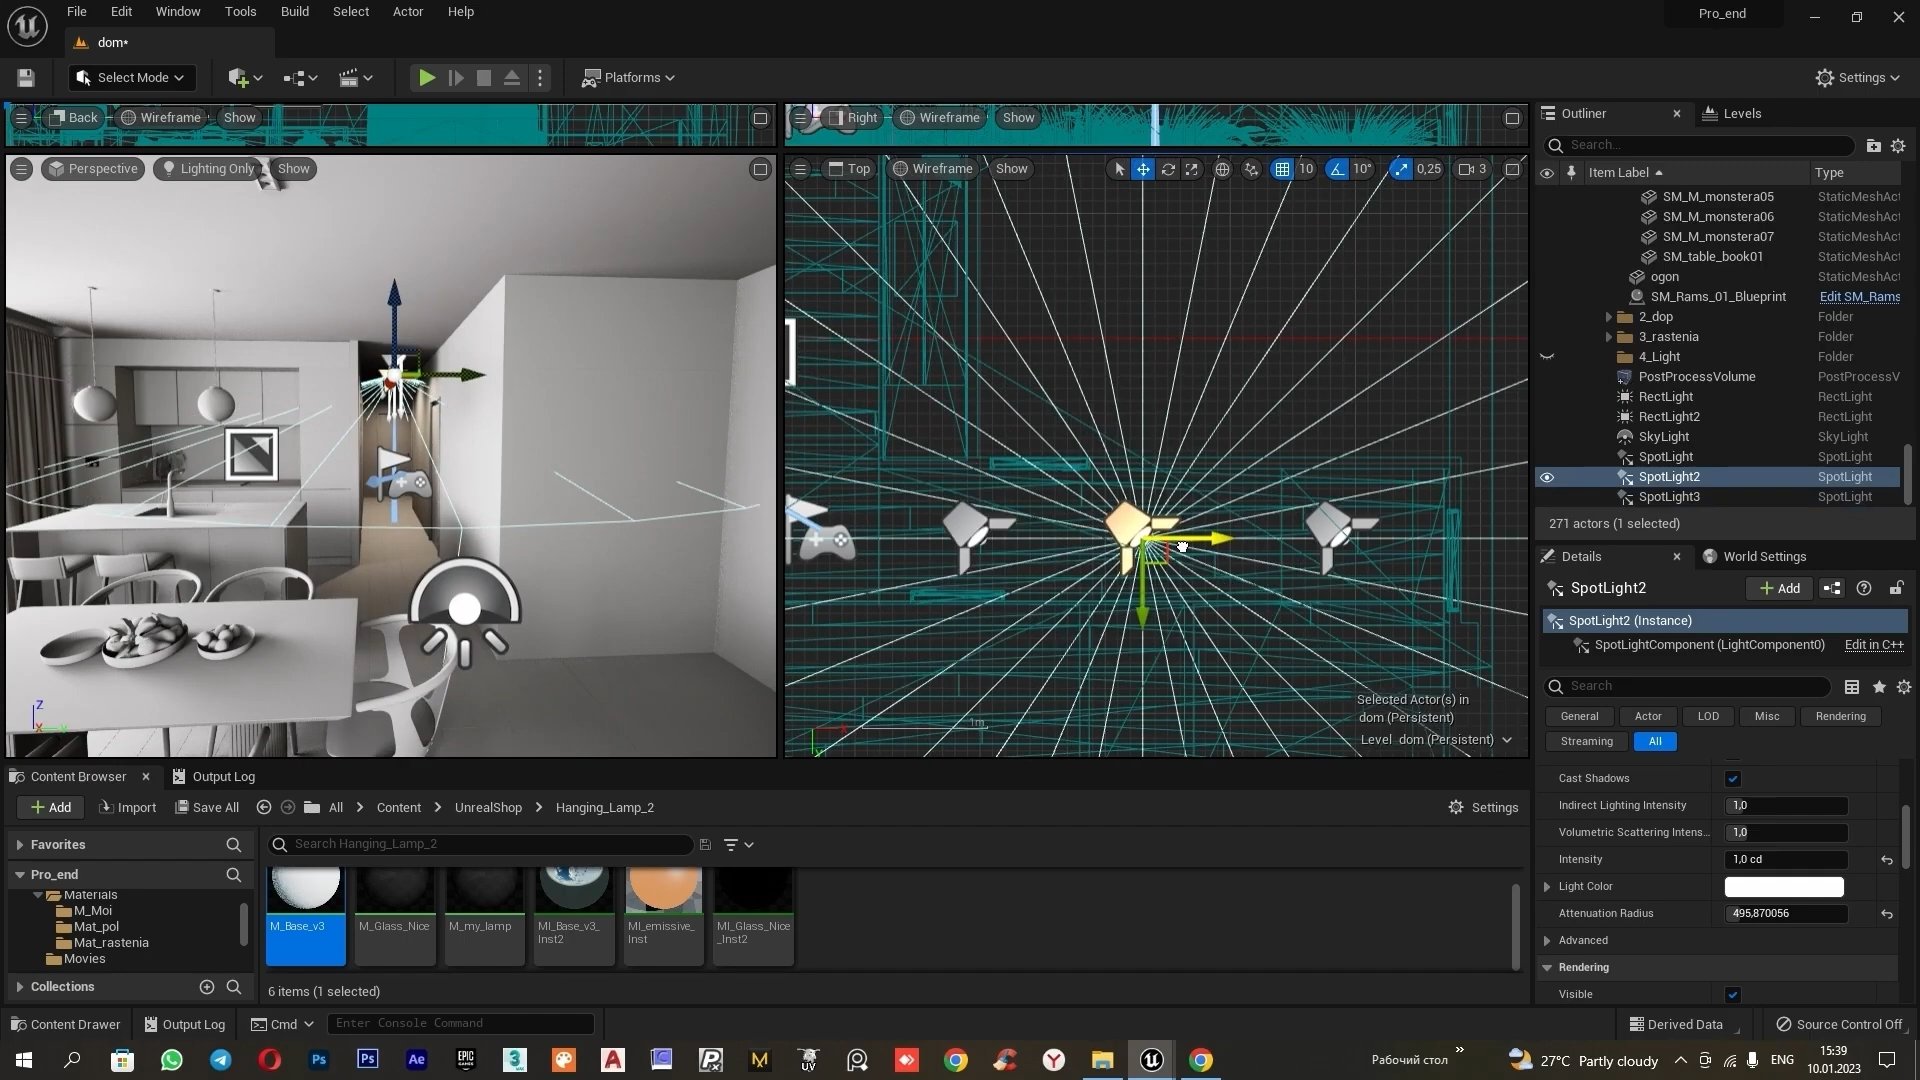 File Edit Window Tools Build Select Actor Help
Pro_end
dom*
Select Mode
Platforms
Settings
Back Wireframe Show
Right Wireframe Show
Perspective Lighting Only Show
Top Wireframe Show 10 10° 0,25 3
Z
X
1m
Selected Actor(s) in
dom (Persistent)
Level dom (Persistent)
Outliner Levels
Search...
Item Label Type
SM_M_monstera05 StaticMeshAct
SM_M_monstera06 StaticMeshAct
SM_M_monstera07 StaticMeshAct
SM_table_book01 StaticMeshAct
ogon StaticMeshAct
SM_Rams_01_Blueprint Edit SM_Rams
2_dop Folder
3_rastenia Folder
4_Light Folder
PostProcessVolume PostProcessV
RectLight RectLight
RectLight2 RectLight
SkyLight SkyLight
SpotLight SpotLight
SpotLight2 SpotLight
SpotLight3 SpotLight
271 actors (1 selected)
Details World Settings
SpotLight2 Add
SpotLight2 (Instance)
SpotLightComponent (LightComponent0) Edit in C++
Search
General Actor LOD Misc Rendering
Streaming All
Cast Shadows
Indirect Lighting Intensity 1,0
Volumetric Scattering Intens... 1,0
Intensity 1,0 cd
Light Color
Attenuation Radius 495,870056
Advanced
Rendering
Visible
Content Browser Output Log
Add Import Save All All Content UnrealShop Hanging_Lamp_2 Settings
Favorites
Search Hanging_Lamp_2
Pro_end
Materials
M_Moi
Mat_pol
Mat_rastenia
Movies
Collections
M_Base_v3
M_Glass_Nice
M_my_lamp
MI_Base_v3_
Inst2
MI_emissive_
Inst
MI_Glass_Nice
_Inst2
6 items (1 selected)
Content Drawer Output Log Cmd Enter Console Command Derived Data Source Control Off
Рабочий стол 27°C Partly cloudy ENG 15:39
10.01.2023